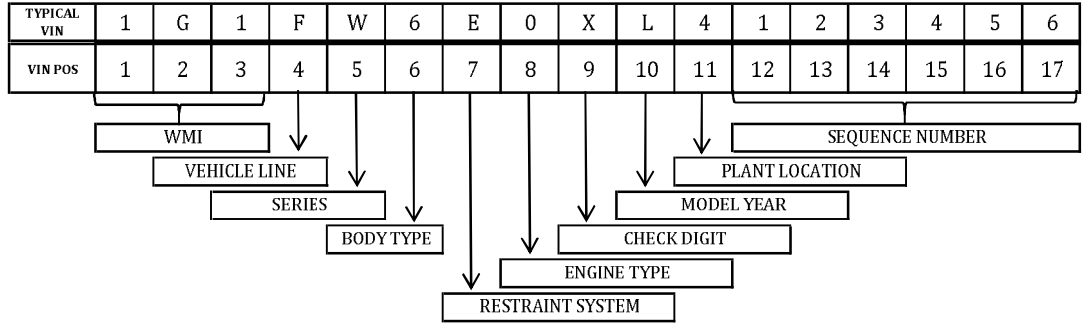 TYPICAL VIN 1 G 1 F W 6 E 0 X L 4 1 2 3 4 5 6
VIN POS 1 2 3 4 5 6 7 8 9 10 11 12 13 14 15 16 17
WMI SEQUENCE NUMBER
VEHICLE LINE PLANT LOCATION
SERIES MODEL YEAR
BODY TYPE CHECK DIGIT
ENGINE TYPE
RESTRAINT SYSTEM